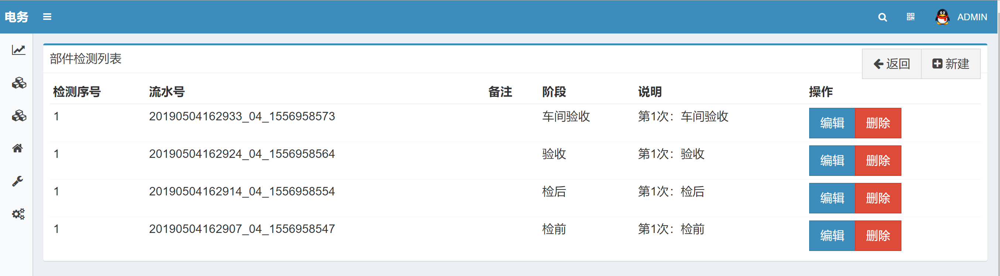 电务 ADMIN
部件检测列表 返回 新建
检测序号 流水号 备注 阶段 说明 操作
1 20190504162933_04_1556958573 车间验收 第1次：车间验收 编辑 删除
1 20190504162924_04_1556958564 验收 第1次：验收 编辑 删除
1 20190504162914_04_1556958554 检后 第1次：检后 编辑 删除
1 20190504162907_04_1556958547 检前 第1次：检前 编辑 删除